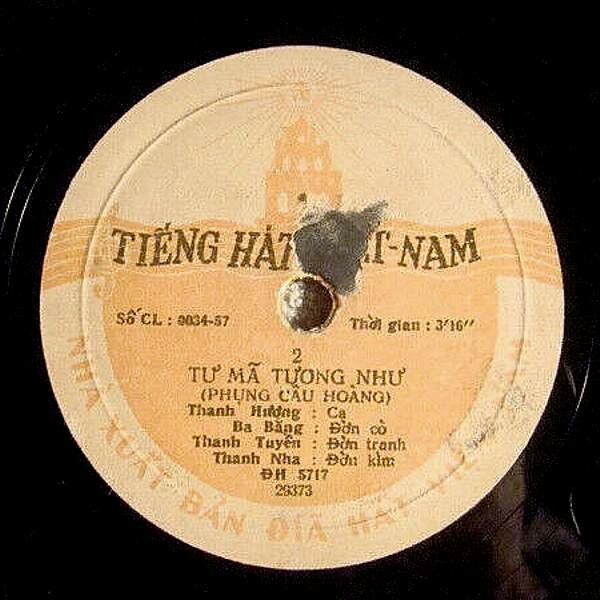 TIẾNG HÁT -NAM
Số CL : 0034-57
Thời gian : 3'16"
2
TƯ MÃ TƯƠNG NHƯ
(PHỤNG CẦU HOÀNG)
Thanh Hương : Ca
Ba Bằng : Đờn cò
Thanh Tuyền : Đờn tranh
Thanh Nha : Đờn kìm
ĐH 5717
29373
NHÀ XUẤT BẢN ĐĨA HÁT